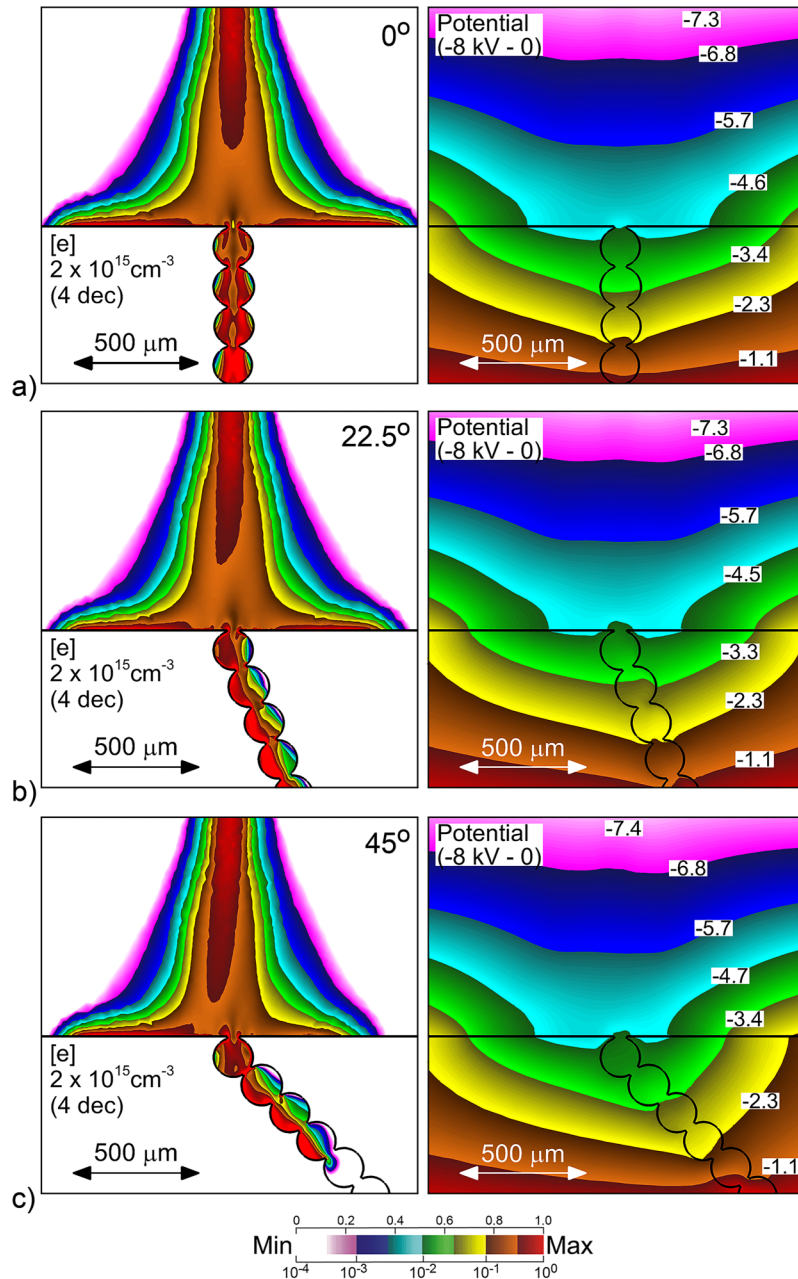 0°
[e]
2 x 10¹⁵cm⁻³
(4 dec)
500 μm
a)
Potential
(-8 kV - 0)
-7.3
-6.8
-5.7
-4.6
-3.4
-2.3
500 μm
-1.1
22.5°
[e]
2 x 10¹⁵cm⁻³
(4 dec)
500 μm
b)
Potential
(-8 kV - 0)
-7.3
-6.8
-5.7
-4.5
-3.3
-2.3
500 μm
-1.1
45°
[e]
2 x 10¹⁵cm⁻³
(4 dec)
500 μm
c)
Potential
(-8 kV - 0)
-7.4
-6.8
-5.7
-4.7
-3.4
-2.3
500 μm
-1.1
0 0.2 0.4 0.6 0.8 1.0
Min Max
10⁻⁴ 10⁻³ 10⁻² 10⁻¹ 10⁰